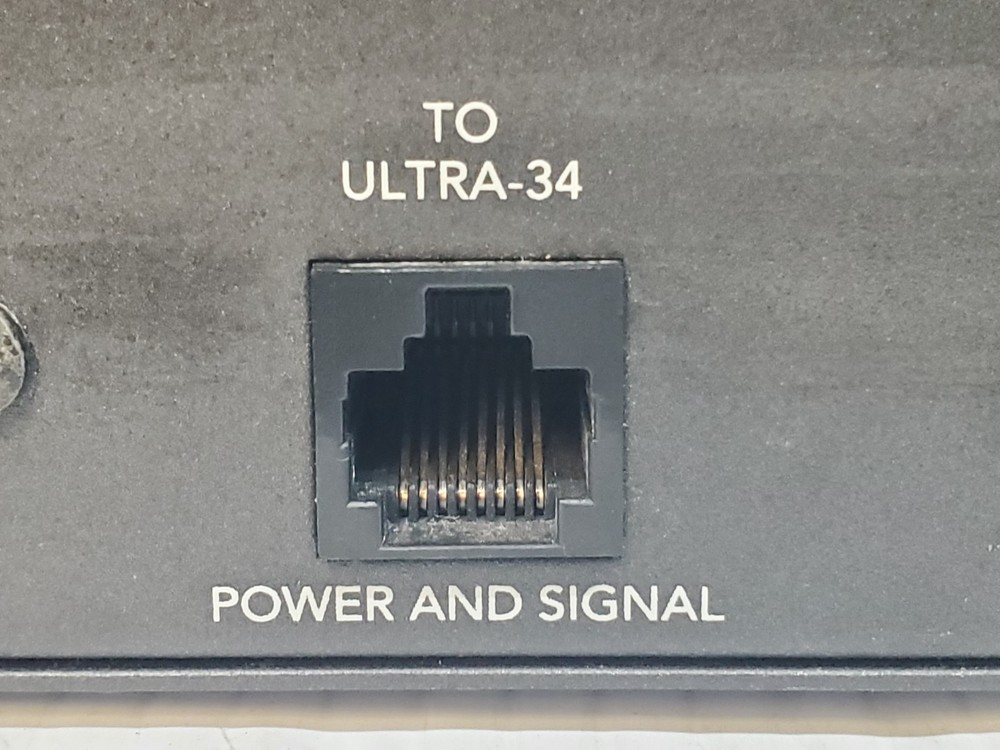 TO
ULTRA-34
POWER AND SIGNAL